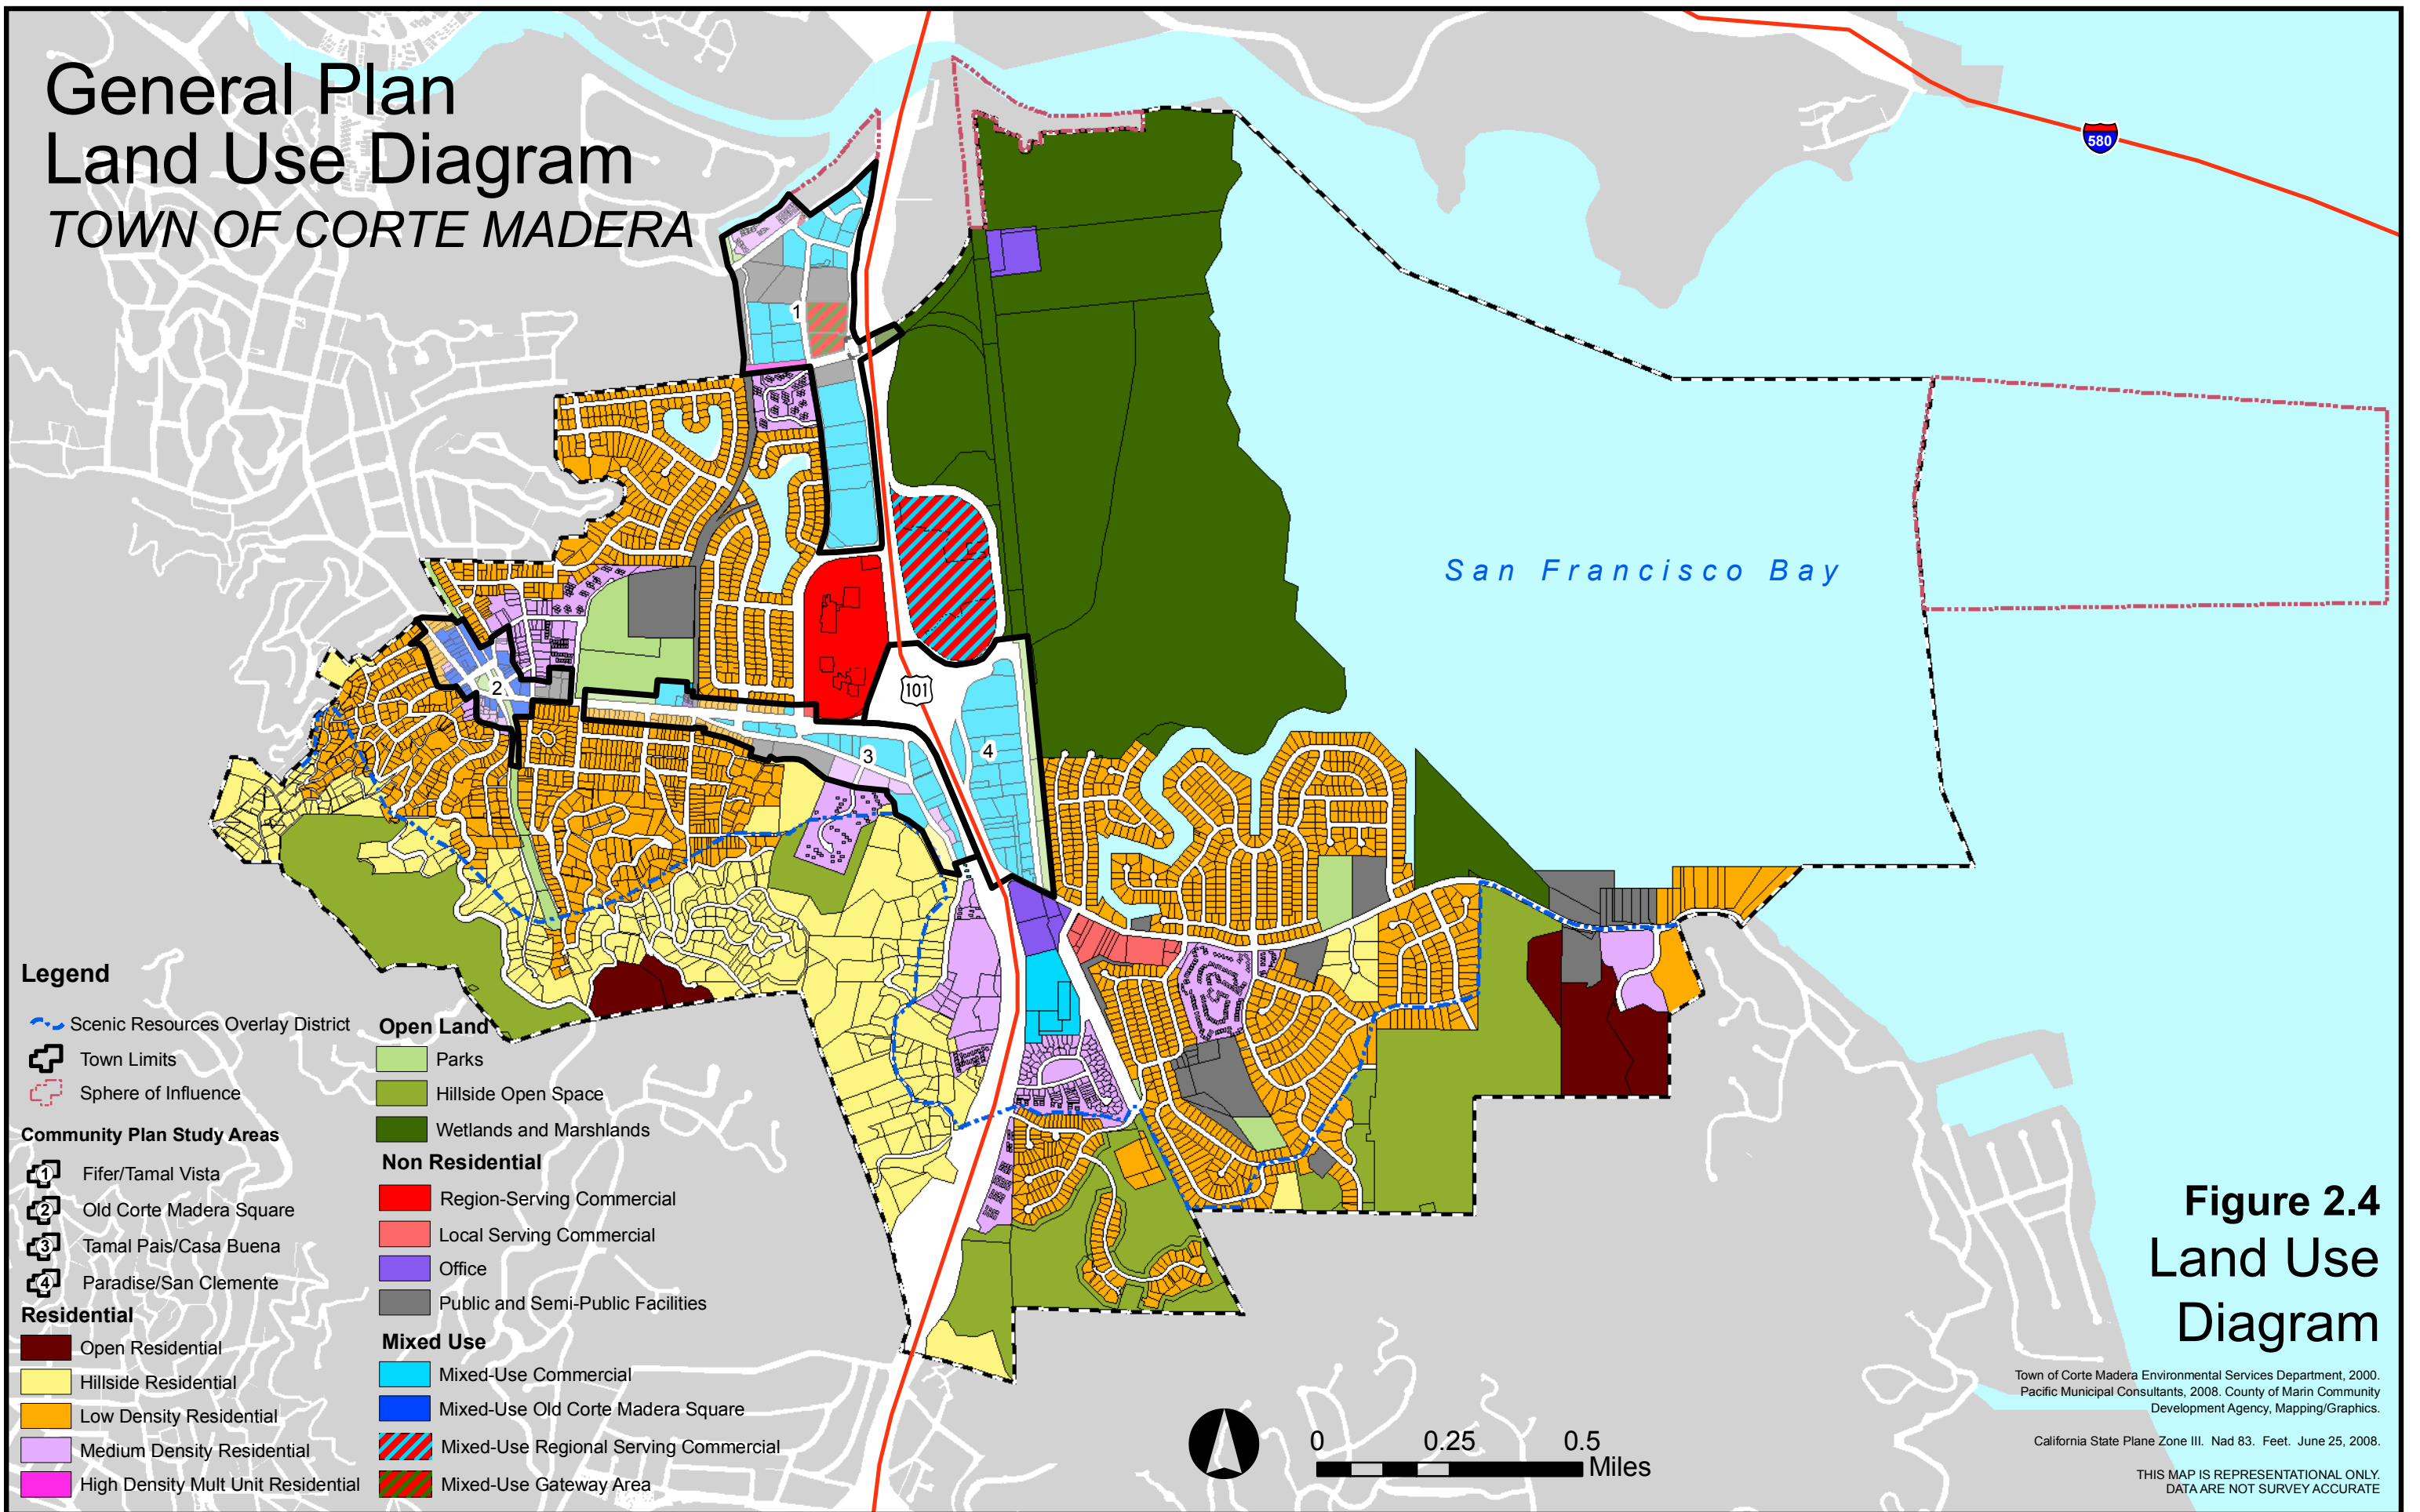 General Plan
Land Use Diagram
TOWN OF CORTE MADERA
580
1
San Francisco Bay
2
101
3
4
Legend
Scenic Resources Overlay District
Town Limits
Sphere of Influence
Community Plan Study Areas
1 Fifer/Tamal Vista
2 Old Corte Madera Square
3 Tamal Pais/Casa Buena
4 Paradise/San Clemente
Residential
Open Residential
Hillside Residential
Low Density Residential
Medium Density Residential
High Density Mult Unit Residential
Open Land
Parks
Hillside Open Space
Wetlands and Marshlands
Non Residential
Region-Serving Commercial
Local Serving Commercial
Office
Public and Semi-Public Facilities
Mixed Use
Mixed-Use Commercial
Mixed-Use Old Corte Madera Square
Mixed-Use Regional Serving Commercial
Mixed-Use Gateway Area
0 0.25 0.5
Miles
Figure 2.4
Land Use
Diagram
Town of Corte Madera Environmental Services Department, 2000.
Pacific Municipal Consultants, 2008. County of Marin Community
Development Agency, Mapping/Graphics.
California State Plane Zone III. Nad 83. Feet. June 25, 2008.
THIS MAP IS REPRESENTATIONAL ONLY.
DATA ARE NOT SURVEY ACCURATE